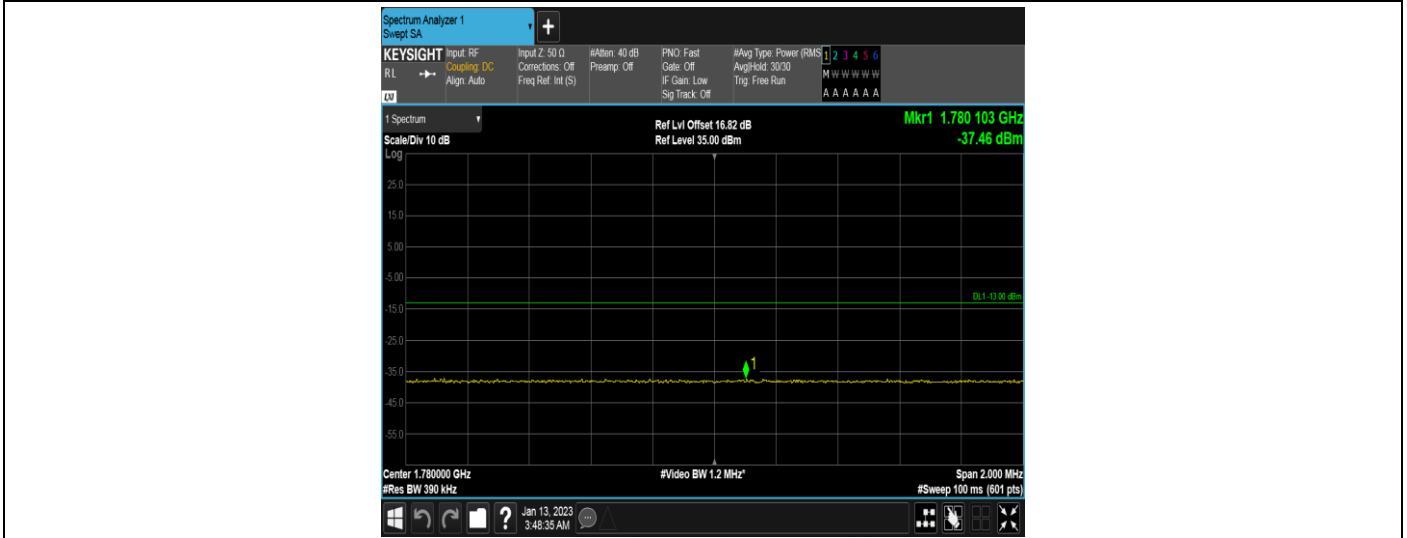 Spectrum Analyzer 1
Swept SA
+
KEYSIGHT
RL
LXI
Input: RF
Coupling: DC
Align: Auto
Input Z: 50 Ω
Corrections: Off
Freq Ref: Int (S)
#Atten: 40 dB
Preamp: Off
PNO: Fast
Gate: Off
IF Gain: Low
Sig Track: Off
#Avg Type: Power (RMS
Avg|Hold: 30/30
Trig: Free Run
1 2 3 4 5 6
M W W W W W
A A A A A A
1 Spectrum
Scale/Div 10 dB
Log
Ref Lvl Offset 16.82 dB
Ref Level 35.00 dBm
Mkr1 1.780 103 GHz
-37.46 dBm
25.0
15.0
5.00
-5.00
DL1 -13.00 dBm
-15.0
-25.0
1
-35.0
-45.0
-55.0
Center 1.780000 GHz
#Res BW 390 kHz
#Video BW 1.2 MHz*
Span 2.000 MHz
#Sweep 100 ms (601 pts)
?
Jan 13, 2023
3:48:35 AM